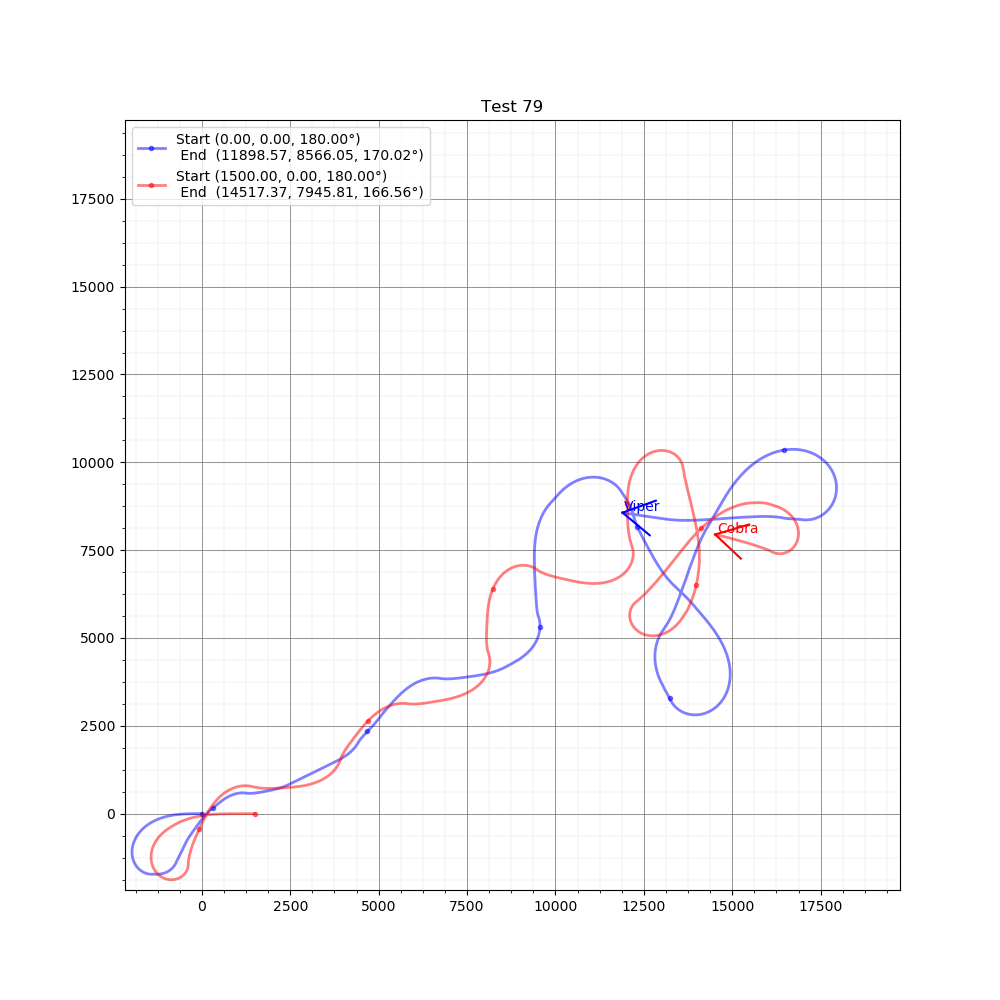 Test 79
Start (0.00, 0.00, 180.00°)
End (11898.57, 8566.05, 170.02°)
Start (1500.00, 0.00, 180.00°)
End (14517.37, 7945.81, 166.56°)
17500
15000
12500
10000
7500
5000
2500
0
Viper
Cobra
0 2500 5000 7500 10000 12500 15000 17500